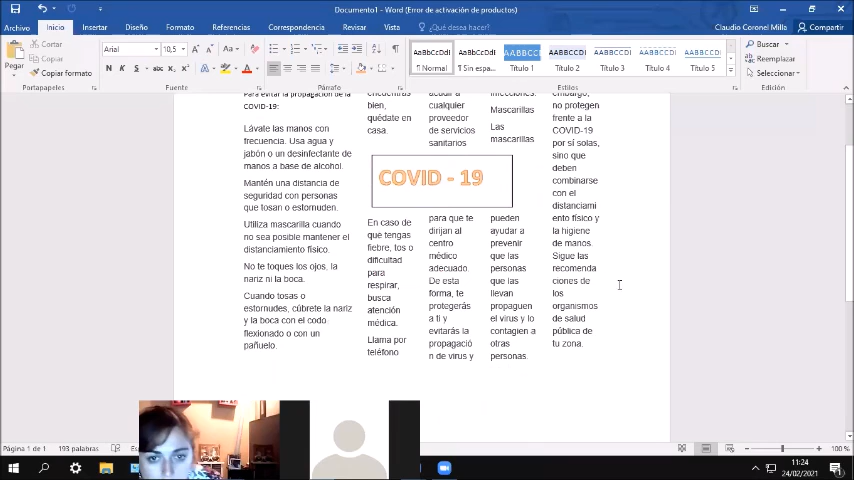 Documento1 - Word (Error de activación de productos)
Archivo
Inicio
Insertar
Diseño
Formato
Referencias
Correspondencia
Revisar
Vista
¿Qué desea hacer?
Claudio Coronel Milla
Compartir
Pegar
Cortar
Copiar
Copiar formato
Portapapeles
Arial
10,5
Fuente
Párrafo
AaBbCcDdI
¶ Normal
AaBbCcDdI
¶ Sin espa...
AaBbCcDdI
Título 1
AaBbCcDdI
Título 2
AaBbCcDdI
Título 3
AaBbCcDdI
Título 4
AaBbCcDdI
Título 5
Estilos
Buscar
Reemplazar
Seleccionar
Edición
Para evitar la propagación de la
COVID-19:
Lávate las manos con
frecuencia. Usa agua y
jabón o un desinfectante de
manos a base de alcohol.
Mantén una distancia de
seguridad con personas
que tosan o estornuden.
Utiliza mascarilla cuando
no sea posible mantener el
distanciamiento físico.
No te toques los ojos, la
nariz ni la boca.
Cuando tosas o
estornudes, cúbrete la nariz
y la boca con el codo
flexionado o con un
pañuelo.
encuentras
bien,
quédate en
casa.
acudir a
cualquier
proveedor
de servicios
sanitarios
infecciones.
Mascarillas
Las
mascarillas
COVID - 19
En caso de
que tengas
fiebre, tos o
dificultad
para
respirar,
busca
atención
médica.
Llama por
teléfono
para que te
dirijan al
centro
médico
adecuado.
De esta
forma, te
protegerás
a ti y
evitarás la
propagació
n de virus y
pueden
ayudar a
prevenir
que las
personas
que las
llevan
propaguen
el virus y lo
contagien a
otras
personas.
embargo,
no protegen
frente a la
COVID-19
por sí solas,
sino que
deben
combinarse
con el
distanciami
ento físico y
la higiene
de manos.
Sigue las
recomenda
ciones de
los
organismos
de salud
pública de
tu zona.
Página 1 de 1
193 palabras
100 %
11:24
24/02/2021